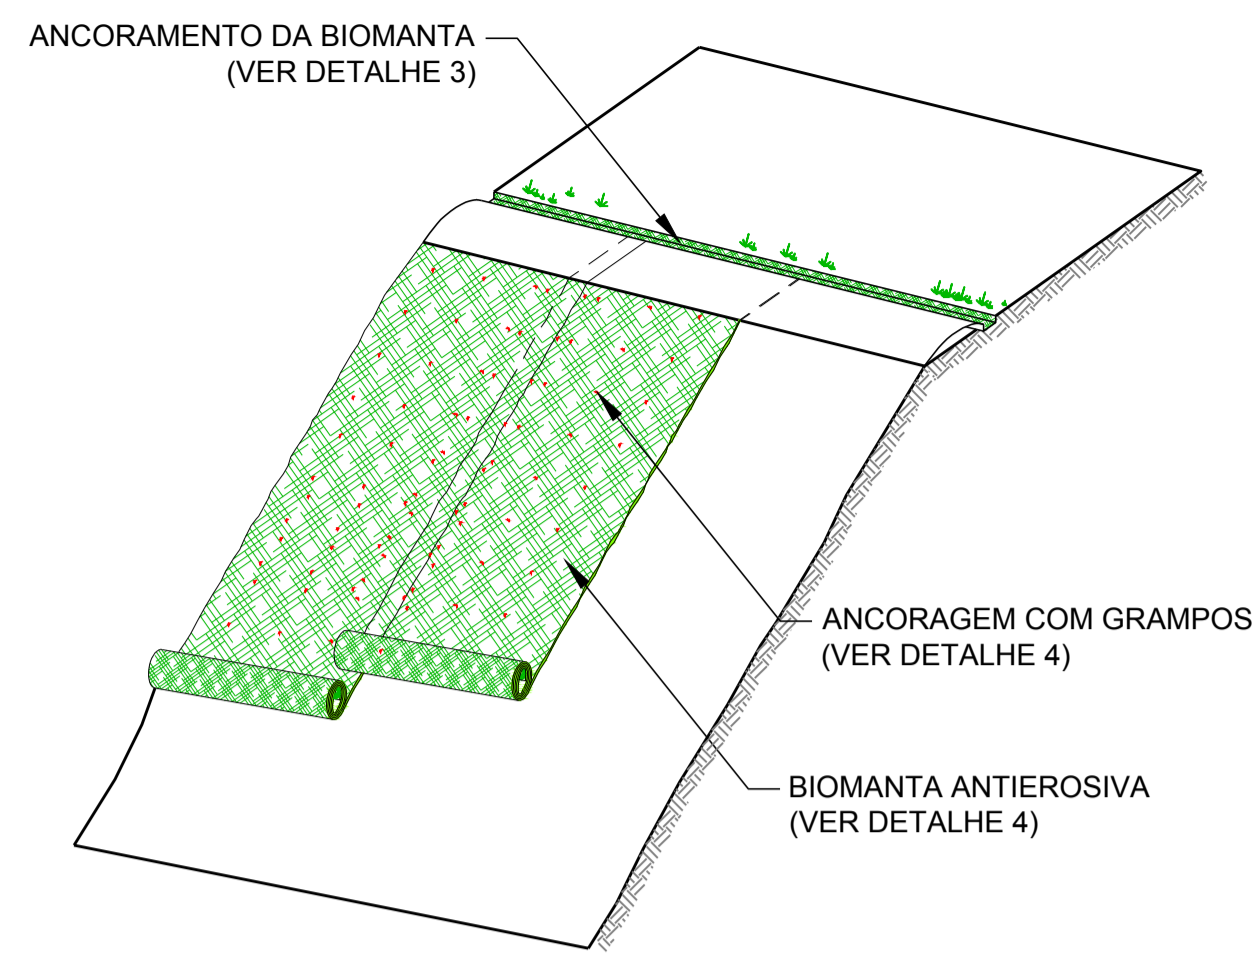 ANCORAMENTO DA BIOMANTA
(VER DETALHE 3)
ANCORAGEM COM GRAMPOS
(VER DETALHE 4)
BIOMANTA ANTIEROSIVA
(VER DETALHE 4)